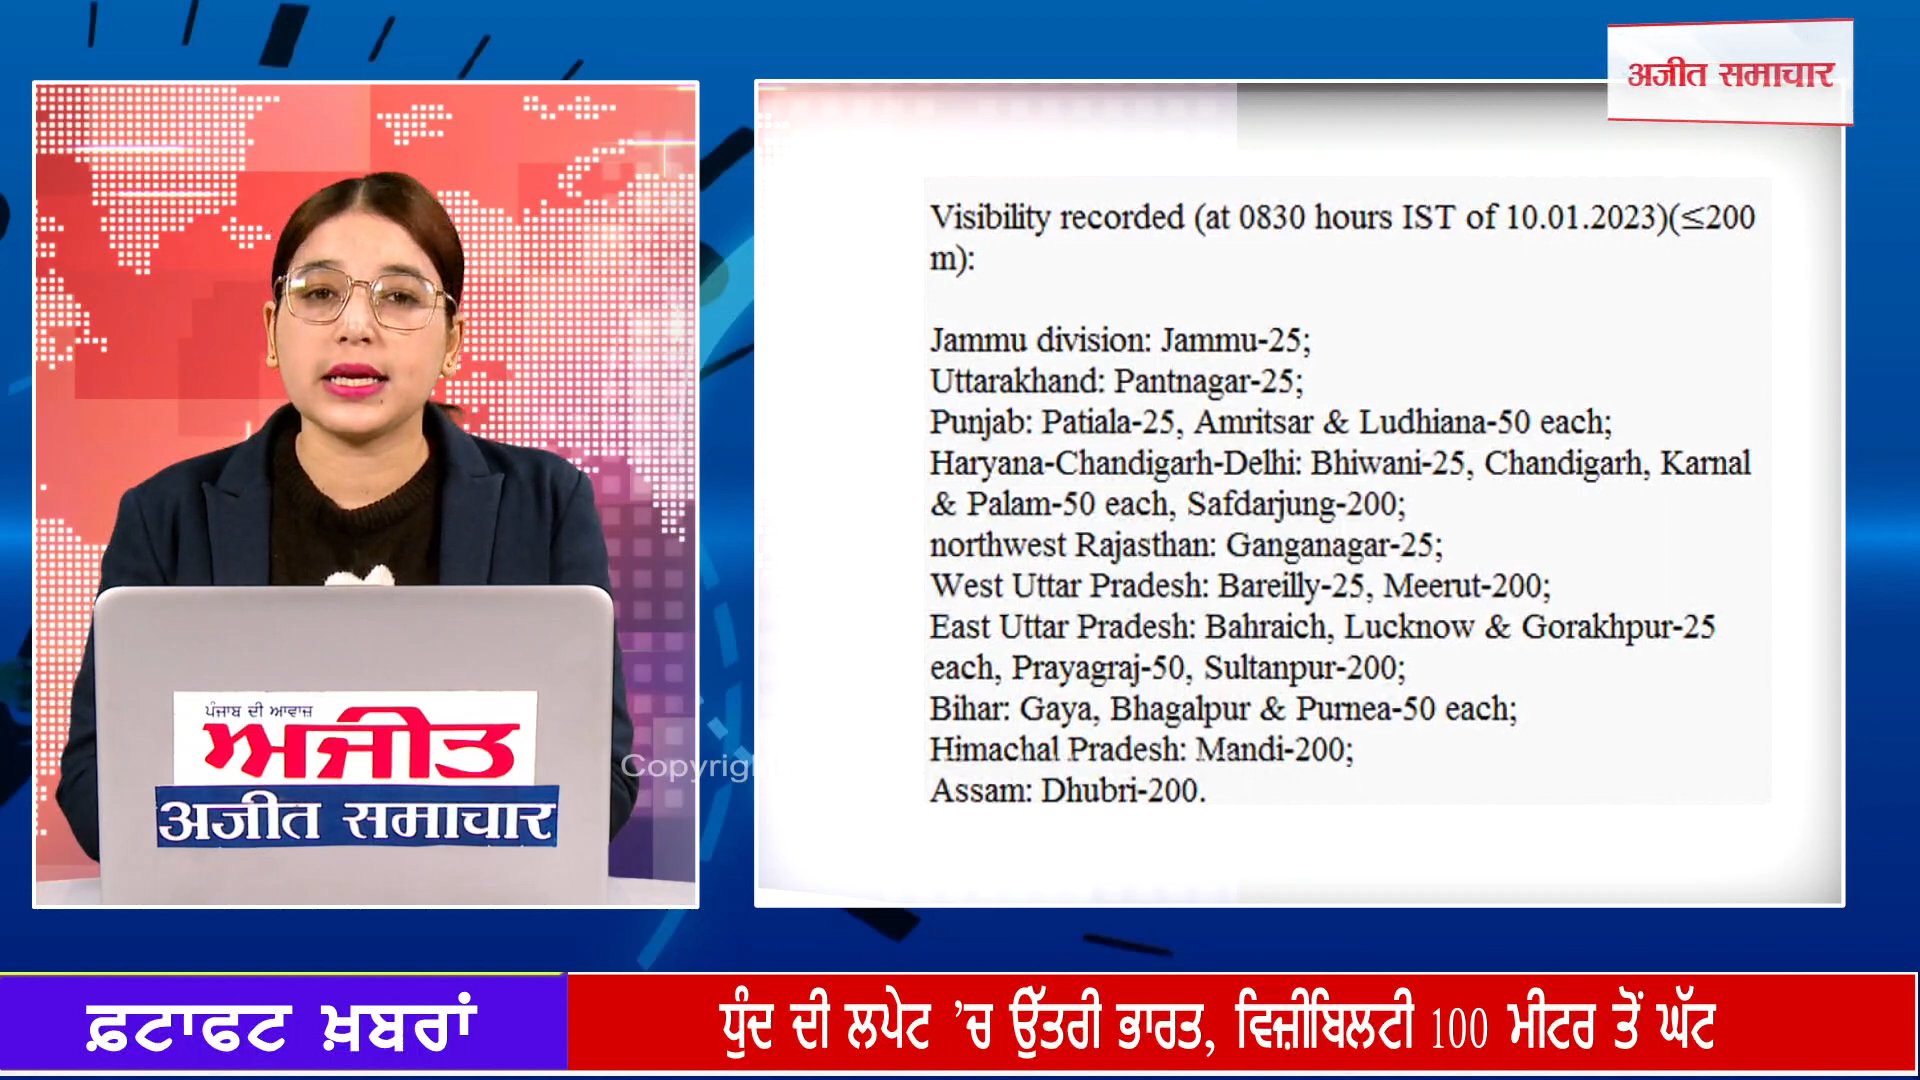 अजीत समाचार
Visibility recorded (at 0830 hours IST of 10.01.2023)(≤200
m):
Jammu division: Jammu-25;
Uttarakhand: Pantnagar-25;
Punjab: Patiala-25, Amritsar & Ludhiana-50 each;
Haryana-Chandigarh-Delhi: Bhiwani-25, Chandigarh, Karnal
& Palam-50 each, Safdarjung-200;
northwest Rajasthan: Ganganagar-25;
West Uttar Pradesh: Bareilly-25, Meerut-200;
East Uttar Pradesh: Bahraich, Lucknow & Gorakhpur-25
each, Prayagraj-50, Sultanpur-200;
Bihar: Gaya, Bhagalpur & Purnea-50 each;
Himachal Pradesh: Mandi-200;
Assam: Dhubri-200.
ਪੰਜਾਬ ਦੀ ਆਵਾਜ਼
ਅਜੀਤ
अजीत समाचार
ਫ਼ਟਾਫਟ ਖ਼ਬਰਾਂ
ਧੁੰਦ ਦੀ ਲਪੇਟ 'ਚ ਉੱਤਰੀ ਭਾਰਤ, ਵਿਜ਼ੀਬਿਲਟੀ 100 ਮੀਟਰ ਤੋਂ ਘੱਟ